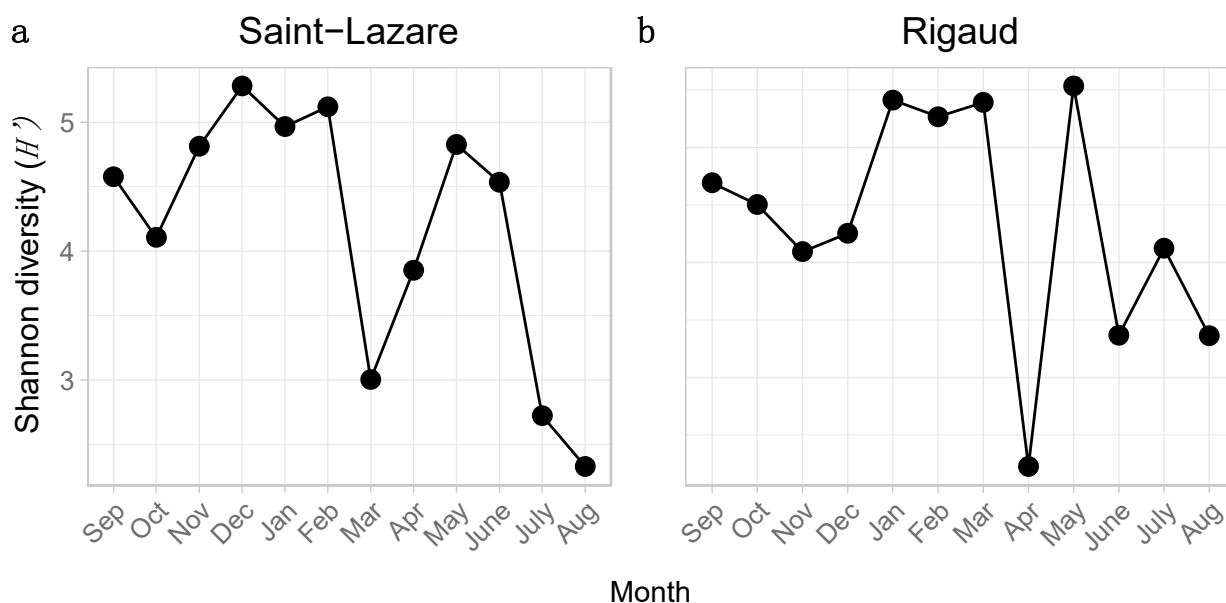 a
Saint−Lazare
b
Rigaud
Shannon diversity (H')
5
4
3
Sep Oct Nov Dec Jan Feb Mar Apr May June July Aug
Sep Oct Nov Dec Jan Feb Mar Apr May June July Aug
Month